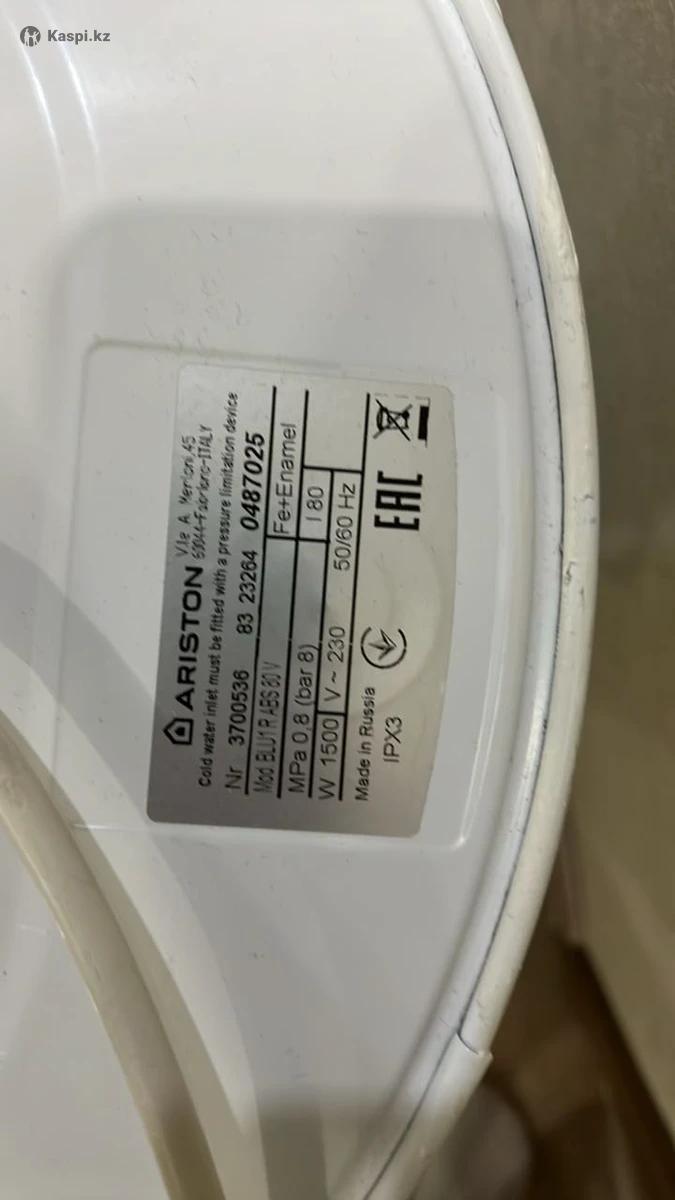 Kaspi.kz
ARISTON
V.le A. Merloni,45
60044-Fabriano-ITALY
Cold water inlet must be fitted with a pressure limitation device
Nr 3700536 83 23264 0487025
Mod BLU1 R ABS 80 V Fe+Enamel
MPa 0,8 (bar 8) l 80
W 1500 V~ 230 50/60 Hz
Made in Russia
IPX3 EAC